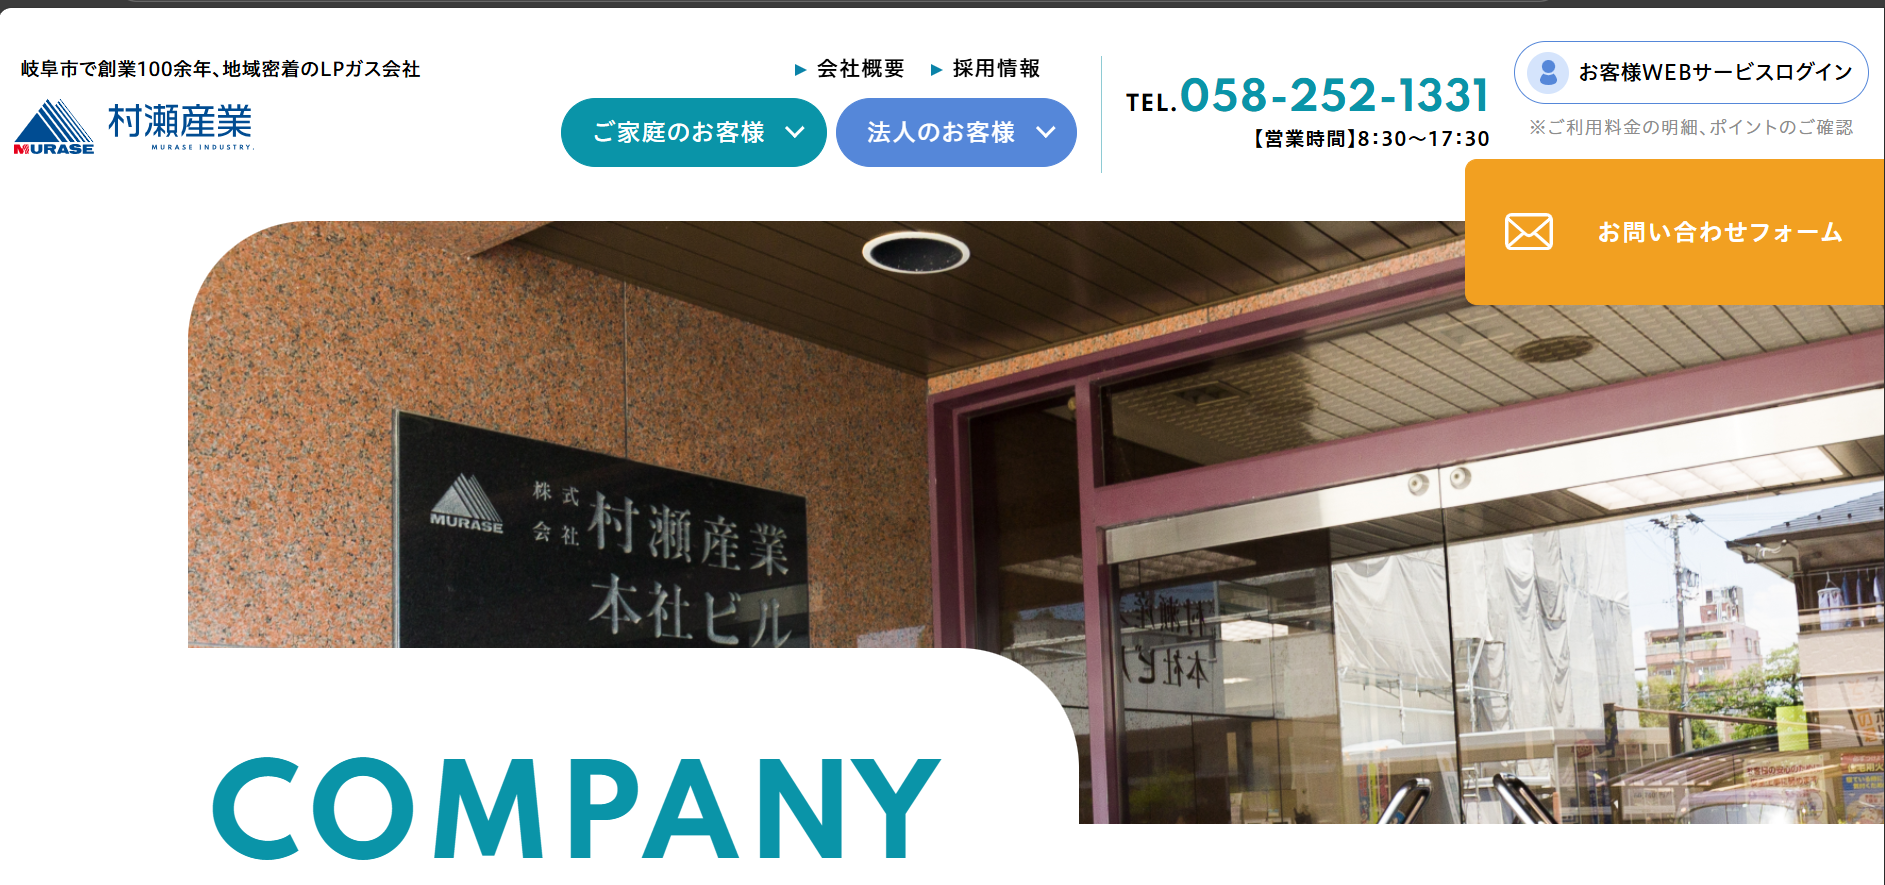 岐阜市で創業100余年、地域密着のLPガス会社
MURASE
村瀬産業
MURASE INDUSTRY.
会社概要
採用情報
ご家庭のお客様
法人のお客様
TEL.058-252-1331
【営業時間】8:30〜17:30
お客様WEBサービスログイン
※ご利用料金の明細、ポイントのご確認
お問い合わせフォーム
MURASE
株式会社 村瀬産業
本社ビル
COMPANY